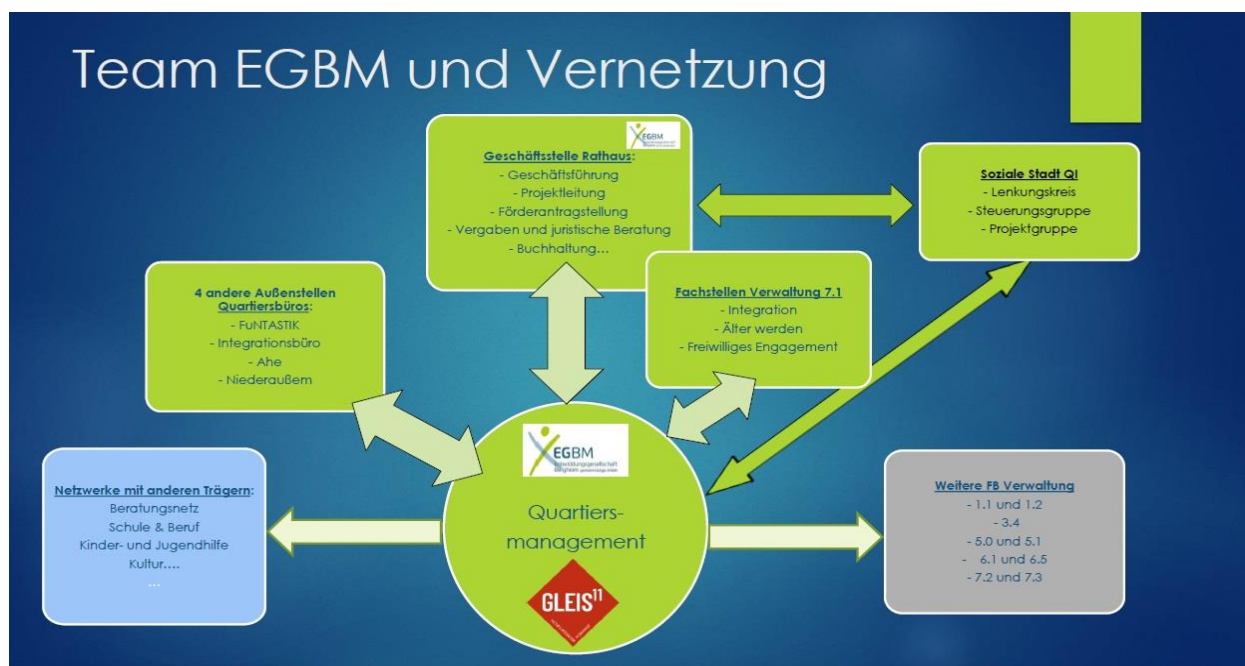 Team EGBM und Vernetzung
EGBM
Geschäftsstelle Rathaus:
- Geschäftsführung
- Projektleitung
- Förderantragstellung
- Vergaben und juristische Beratung
- Buchhaltung...
Soziale Stadt QI
- Lenkungskreis
- Steuerungsgruppe
- Projektgruppe
4 andere Außenstellen
Quartiersbüros:
- FuNTASTIK
- Integrationsbüro
- Ahe
- Niederaußem
Fachstellen Verwaltung 7.1
- Integration
- Älter werden
- Freiwilliges Engagement
Netzwerke mit anderen Trägern:
Beratungsnetz
Schule & Beruf
Kinder- und Jugendhilfe
Kultur....
...
EGBM
Entwicklungsgesellschaft
Quartiers-
management
GLEIS11
Weitere FB Verwaltung
- 1.1 und 1.2
- 3.4
- 5.0 und 5.1
- 6.1 und 6.5
- 7.2 und 7.3